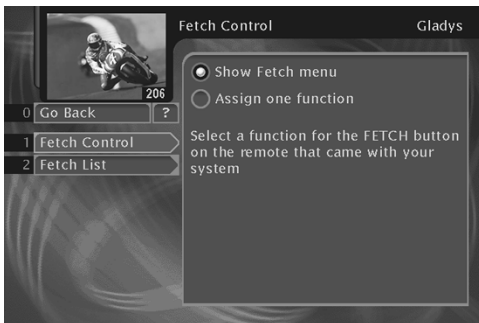 Fetch Control Gladys
206
0 Go Back ?
1 Fetch Control
2 Fetch List
Show Fetch menu
Assign one function
Select a function for the FETCH button
on the remote that came with your
system